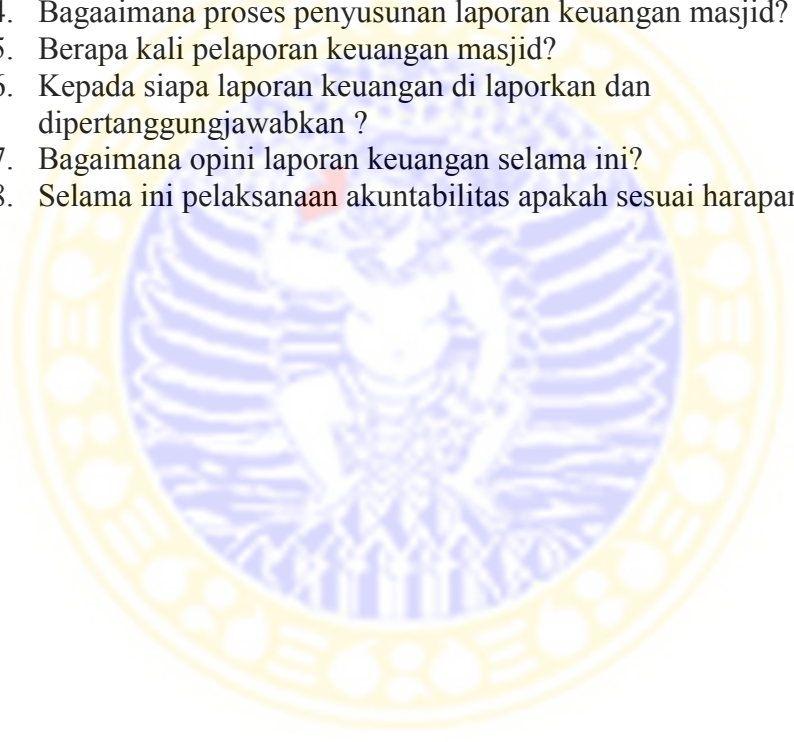 4. Bagaaimana proses penyusunan laporan keuangan masjid?
5. Berapa kali pelaporan keuangan masjid?
6. Kepada siapa laporan keuangan di laporkan dan
dipertanggungjawabkan ?
7. Bagaimana opini laporan keuangan selama ini?
8. Selama ini pelaksanaan akuntabilitas apakah sesuai